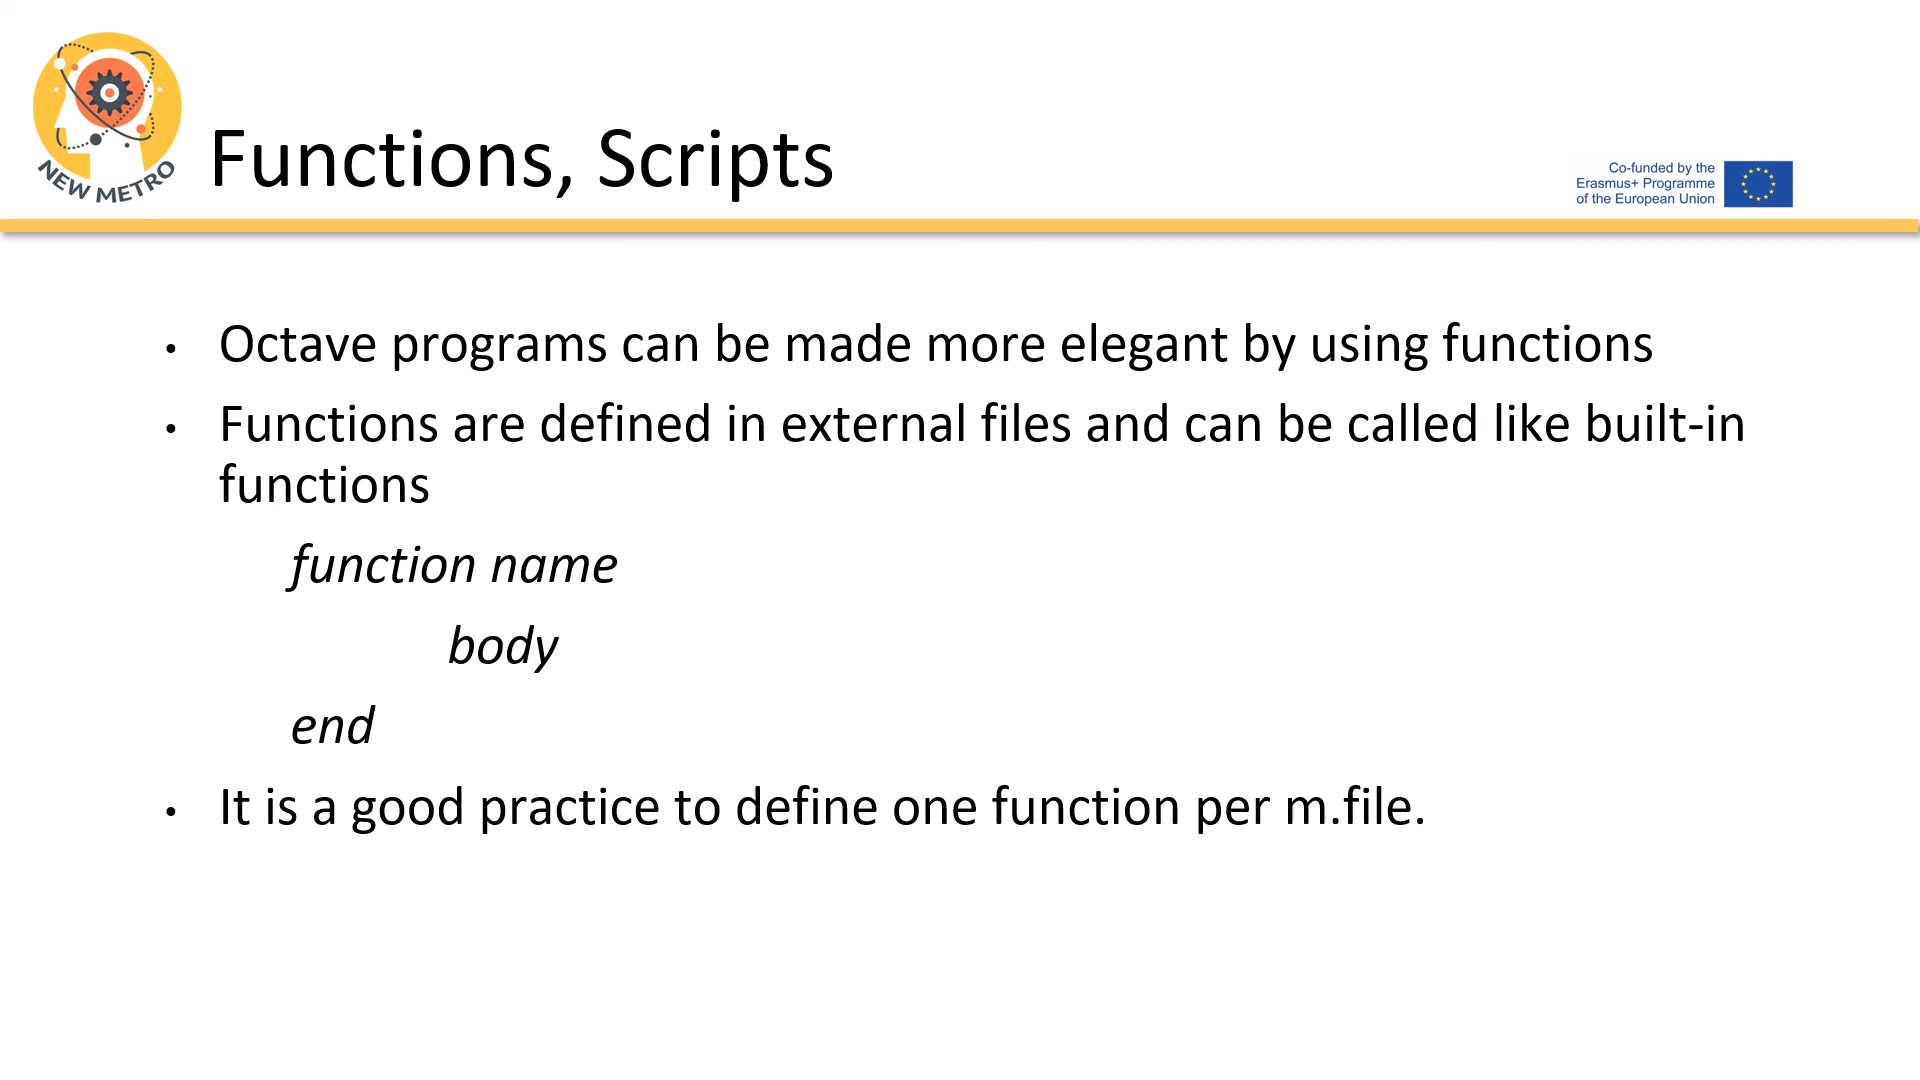 NEW METRO
Functions, Scripts
Co-funded by the
Erasmus+ Programme
of the European Union
• Octave programs can be made more elegant by using functions
• Functions are defined in external files and can be called like built-in
functions
function name
body
end
• It is a good practice to define one function per m.file.